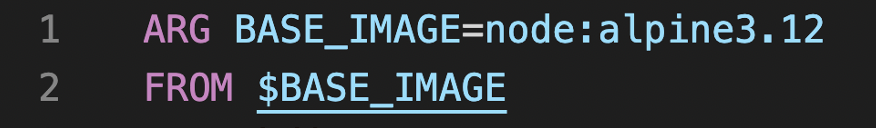 1 ARG BASE_IMAGE=node:alpine3.12
2 FROM $BASE_IMAGE